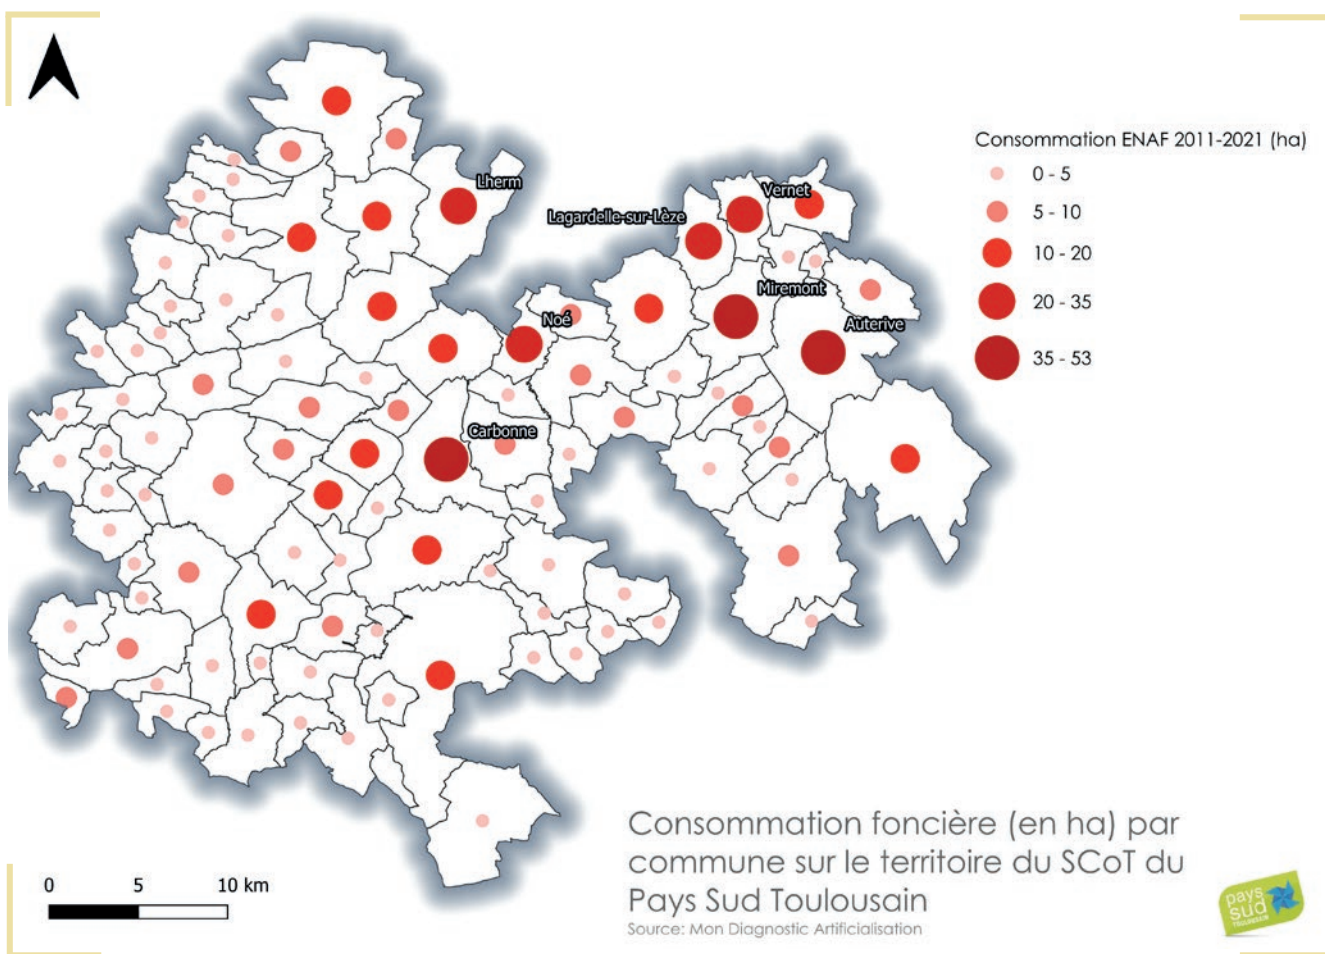 Consommation ENAF 2011-2021 (ha)
0 - 5
5 - 10
10 - 20
20 - 35
35 - 53
Lherm
Vernet
Lagardelle-sur-Lèze
Miremont
Noé
Auterive
Carbonne
0 5 10 km
Consommation foncière (en ha) par
commune sur le territoire du SCoT du
Pays Sud Toulousain
Source: Mon Diagnostic Artificialisation
pays
sud
TOULOUSAIN